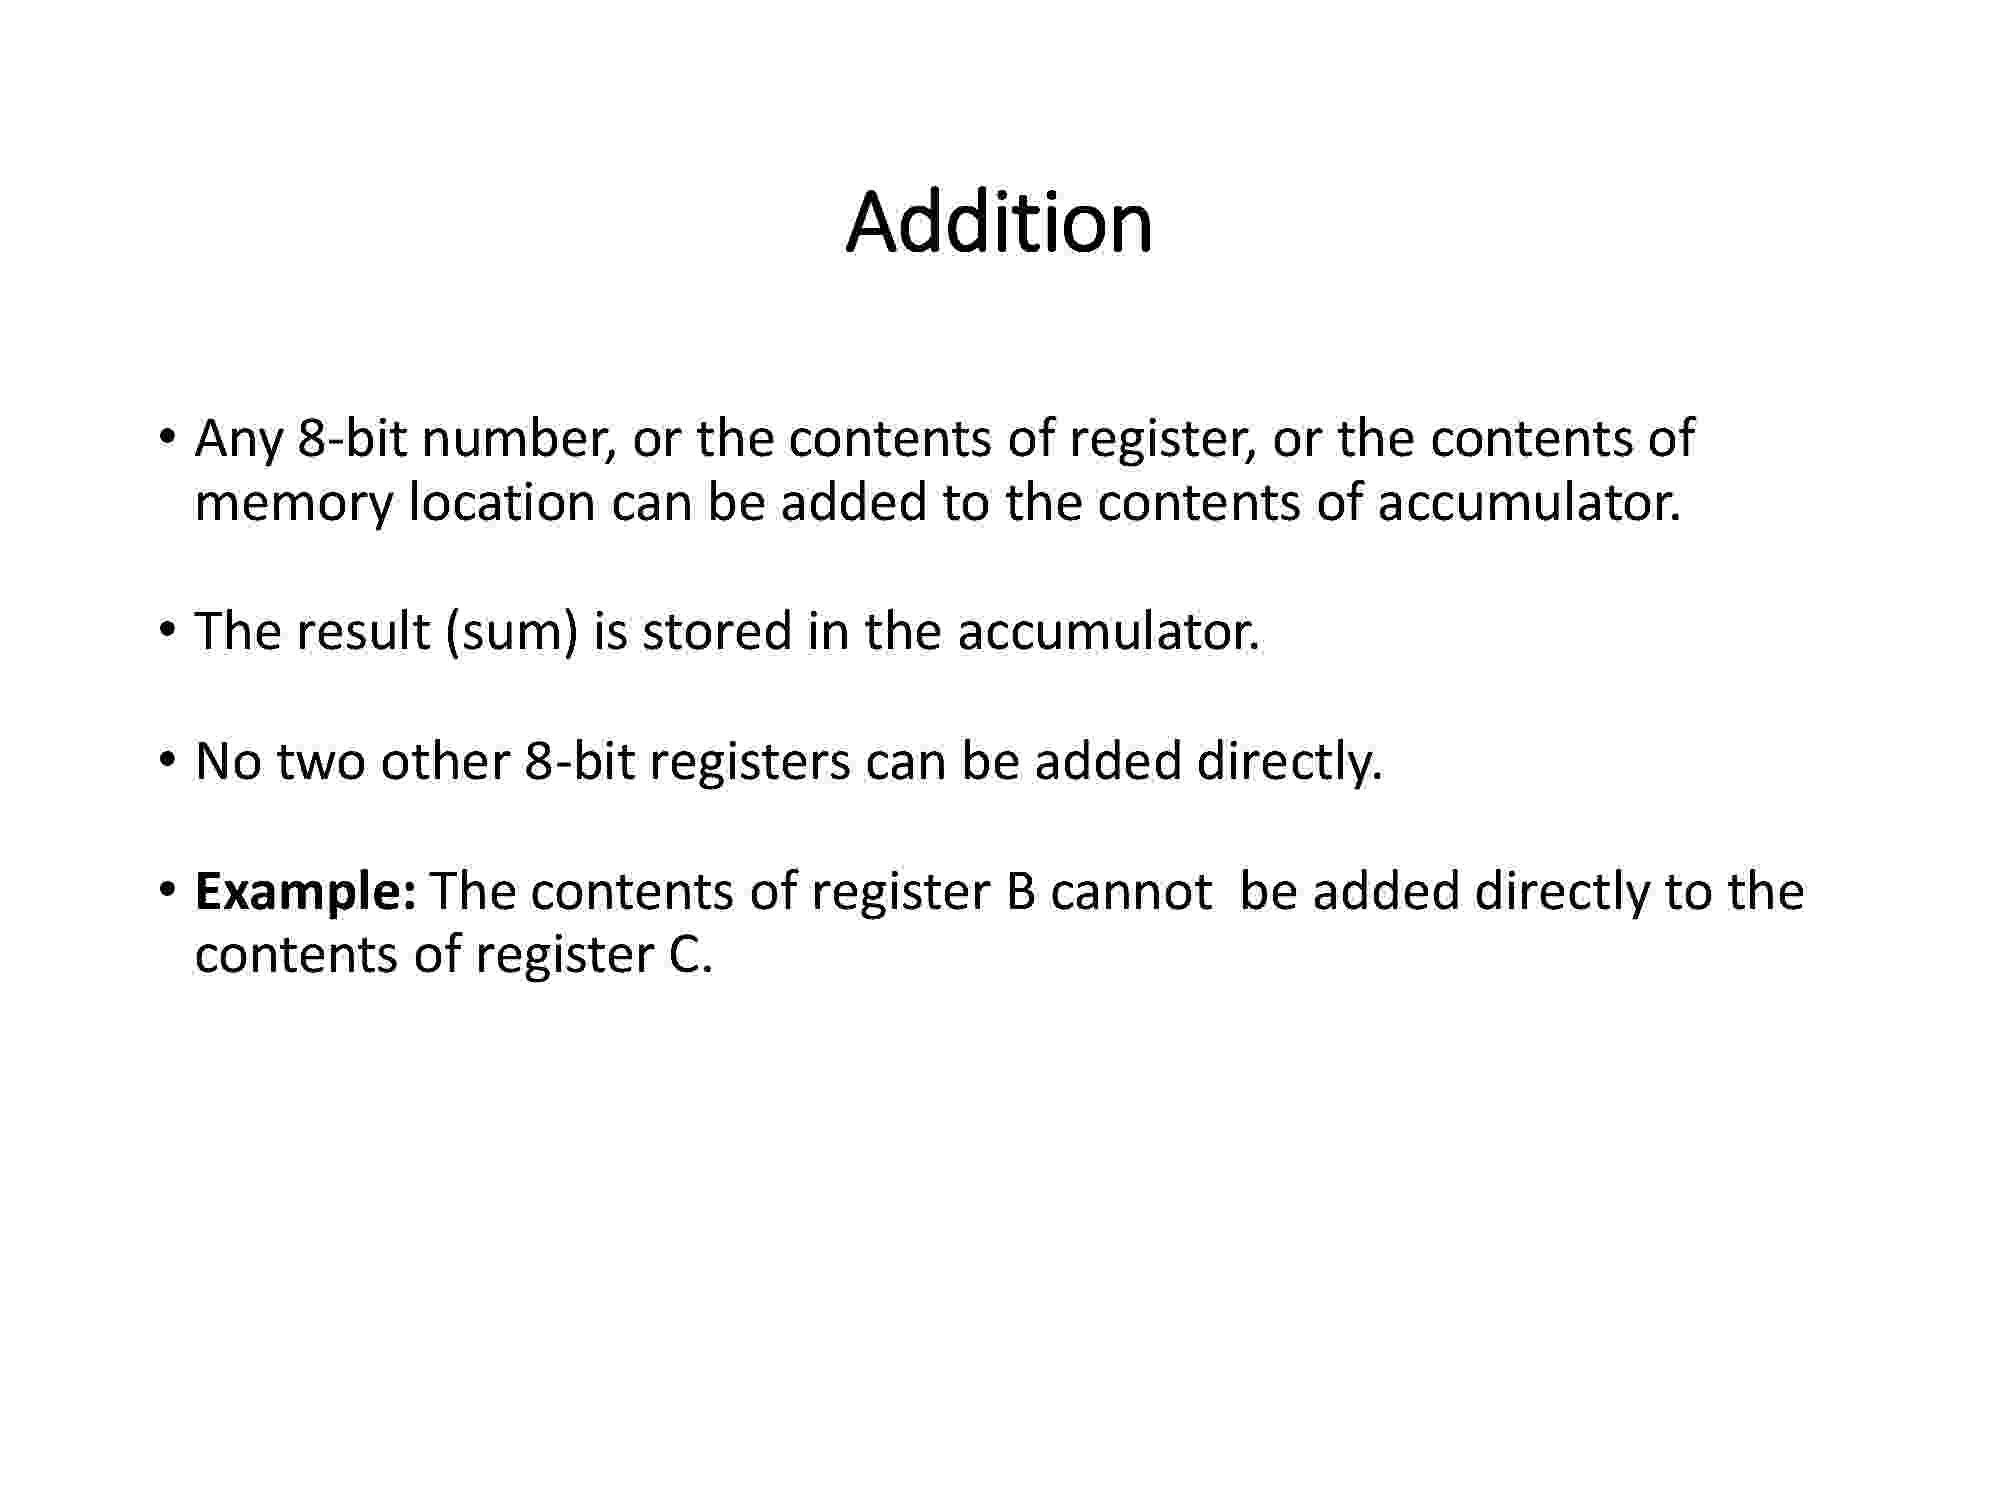 Addition
• Any 8-bit number, or the contents of register, or the contents of
memory location can be added to the contents of accumulator.
• The result (sum) is stored in the accumulator.
• No two other 8-bit registers can be added directly.
• Example: The contents of register B cannot  be added directly to the
contents of register C.